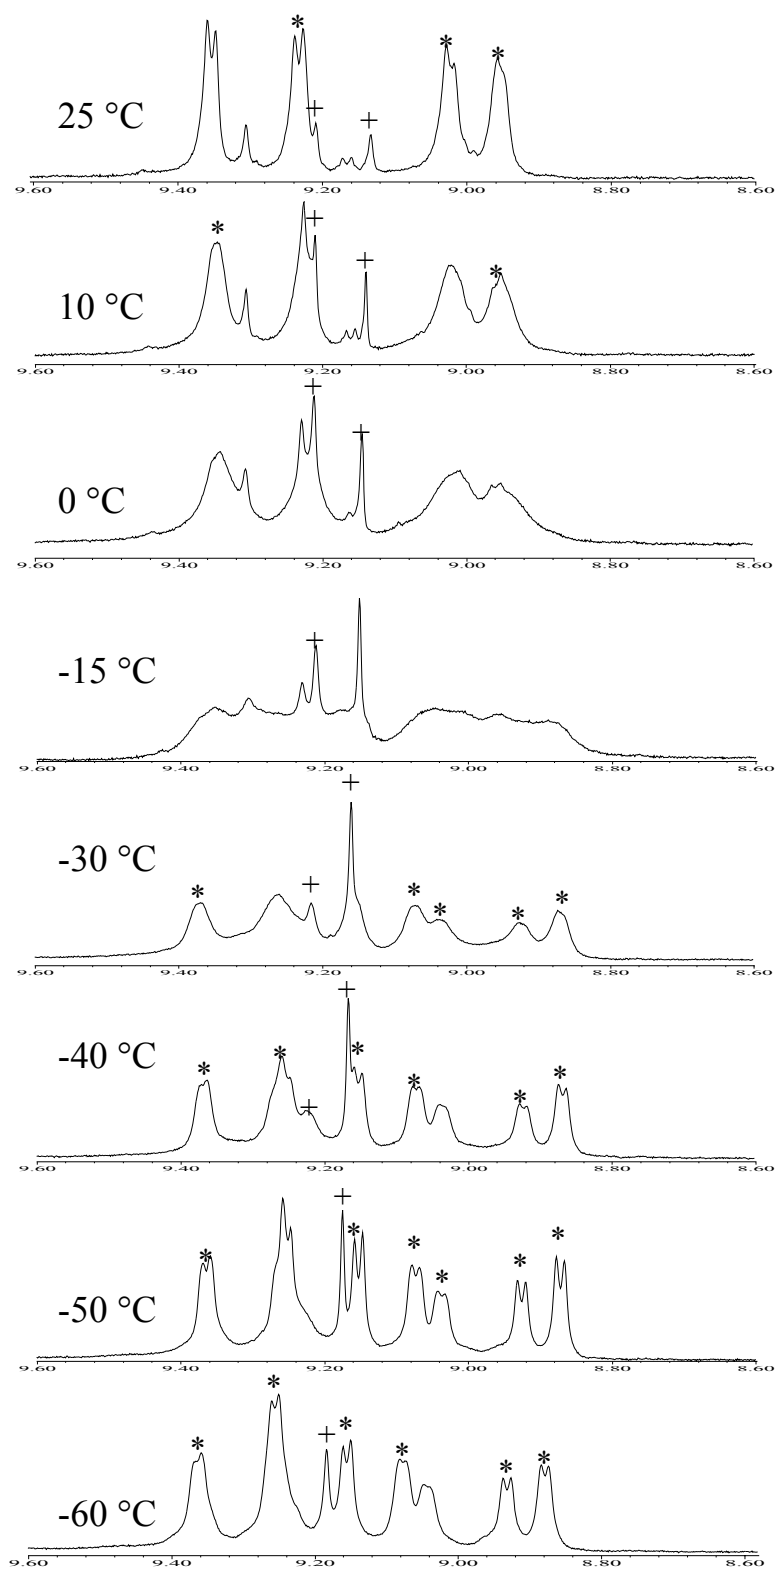 * * *
+ +
25 °C
9.60 9.40 9.20 9.00 8.80 8.60
+
*
+
*
10 °C
9.60 9.40 9.20 9.00 8.80 8.60
+
+
0 °C
9.60 9.40 9.20 9.00 8.80 8.60
+
-15 °C
9.60 9.40 9.20 9.00 8.80 8.60
+
-30 °C
* + * * * *
9.60 9.40 9.20 9.00 8.80 8.60
+
-40 °C
* * + * * * *
9.60 9.40 9.20 9.00 8.80 8.60
+
* * * * * *
-50 °C
9.60 9.40 9.20 9.00 8.80 8.60
*
* + * * * *
-60 °C
9.60 9.40 9.20 9.00 8.80 8.60